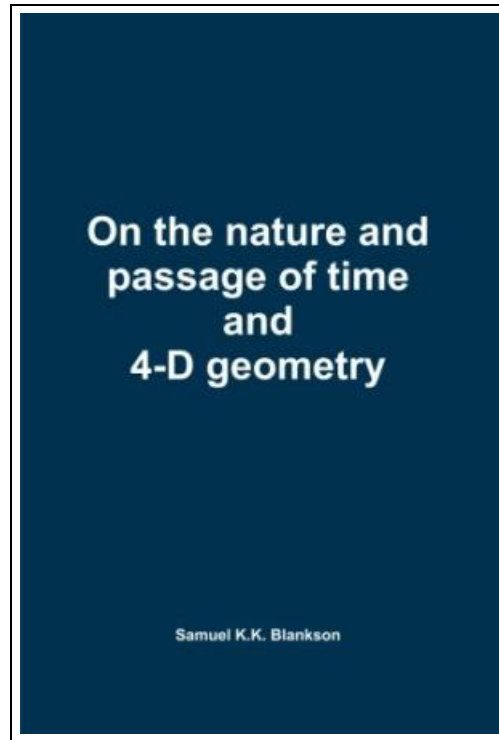 On the nature and
passage of time
and
4-D geometry
Samuel K.K. Blankson